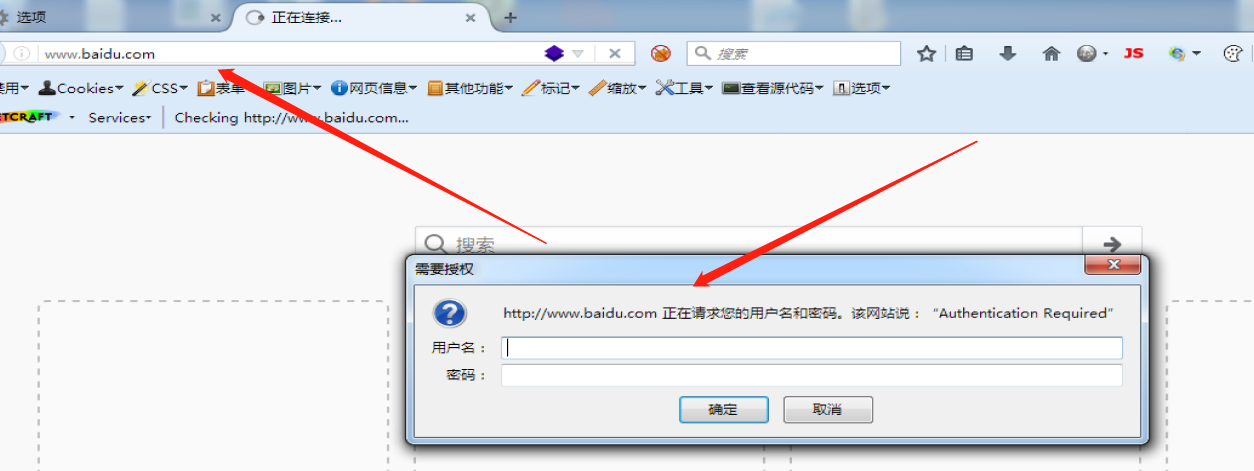 选项
正在连接...
www.baidu.com
搜索
JS
禁用 Cookies CSS 表单 图片 网页信息 其他功能 标记 缩放 工具 查看源代码 选项
Services Checking http://www.baidu.com...
搜索
需要授权
http://www.baidu.com 正在请求您的用户名和密码。该网站说：“Authentication Required”
用户名：
密码：
确定 取消